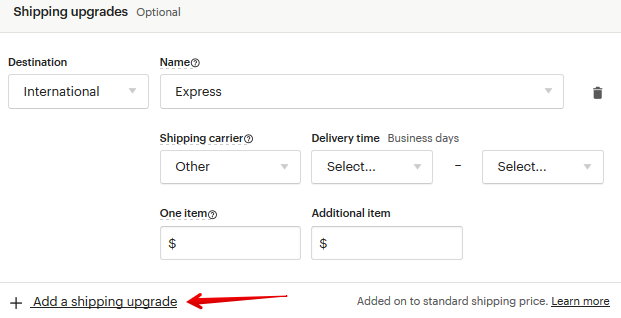 Shipping upgrades Optional
Destination Name
International Express
Shipping carrier Delivery time Business days
Other Select... – Select...
One item Additional item
$ $
+ Add a shipping upgrade Added on to standard shipping price. Learn more